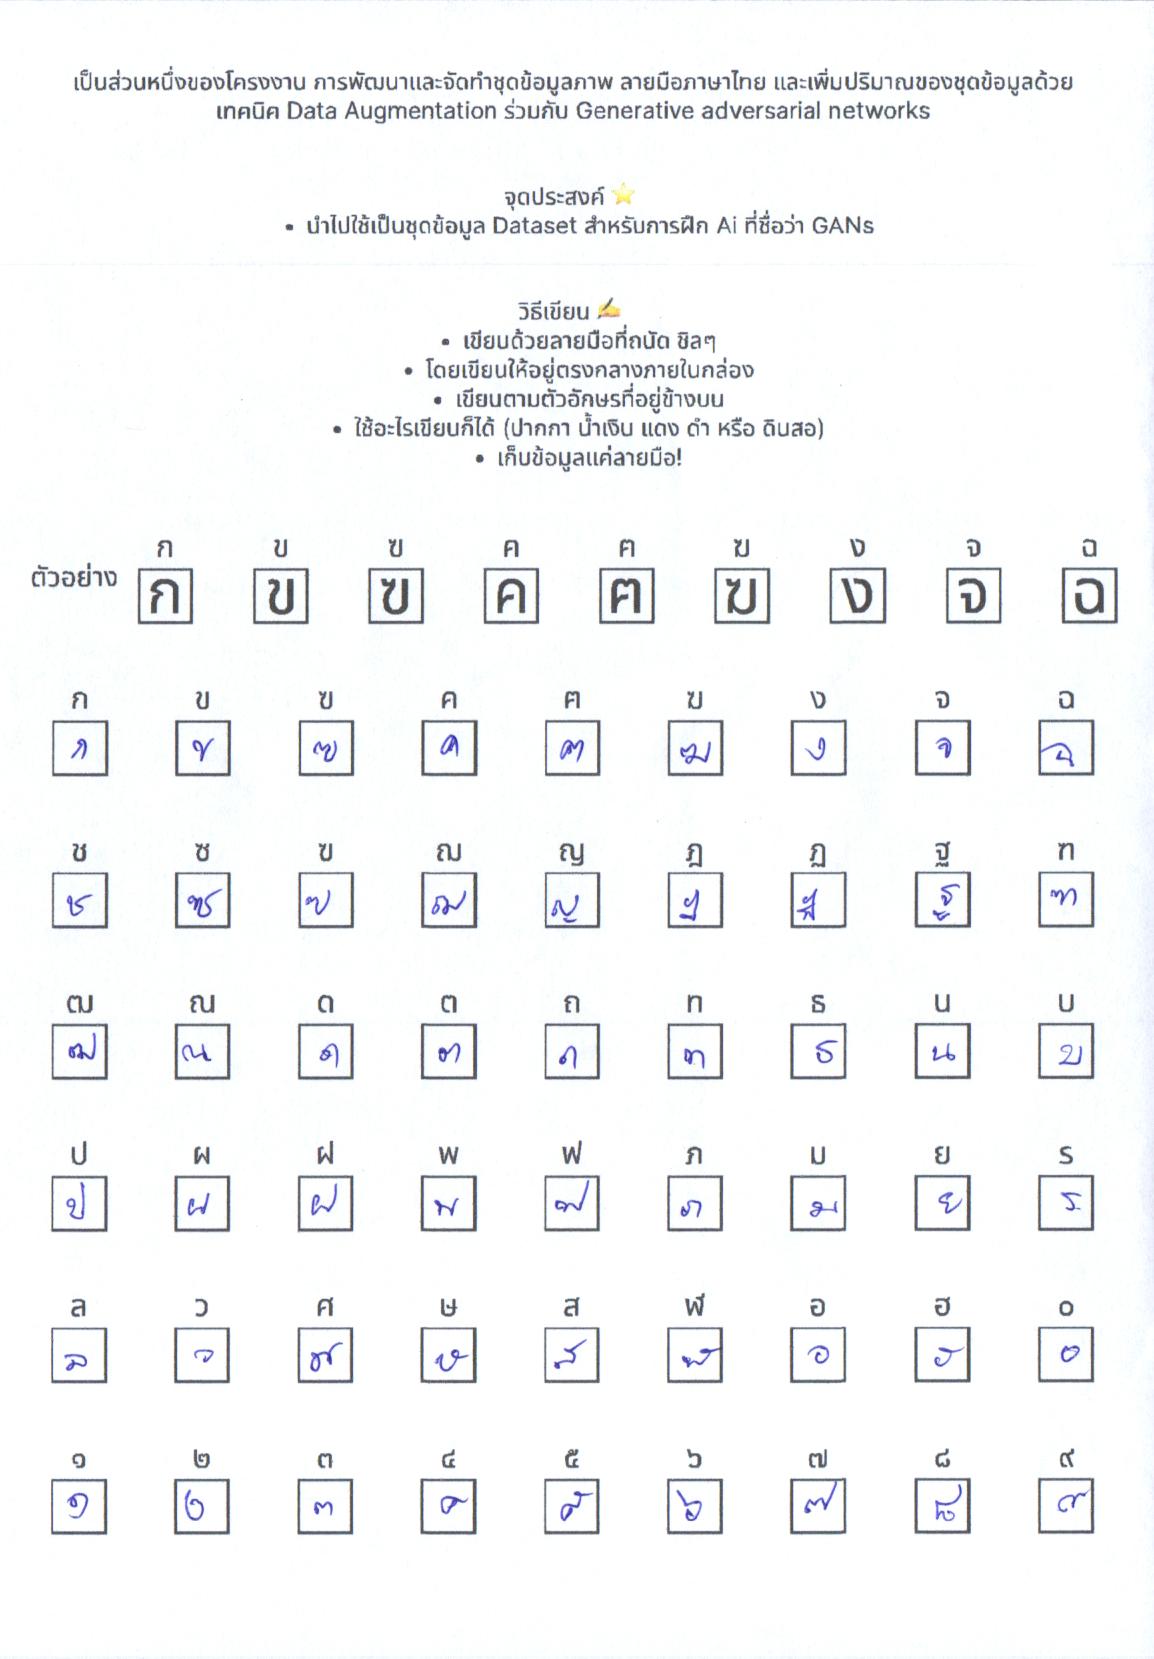 เป็นส่วนหนึ่งของโครงงาน การพัฒนาและจัดทำชุดข้อมูลภาพ ลายมือภาษาไทย และเพิ่มปริมาณของชุดข้อมูลด้วย
เทคนิค Data Augmentation ร่วมกับ Generative adversarial networks
จุดประสงค์ ⭐
• นำไปใช้เป็นชุดข้อมูล Dataset สำหรับการฝึก Ai ที่ชื่อว่า GANs
วิธีเขียน ✍
• เขียนด้วยลายมือที่ถนัด ชิลๆ
• โดยเขียนให้อยู่ตรงกลางภายในกล่อง
• เขียนตามตัวอักษรที่อยู่ข้างบน
• ใช้อะไรเขียนก็ได้ (ปากกา น้ำเงิน แดง ดำ หรือ ดินสอ)
• เก็บข้อมูลแค่ลายมือ!
ก ข ฃ ค ฅ ฆ ง จ ฉ
ตัวอย่าง ก ข ฃ ค ฅ ฆ ง จ ฉ
ก ข ฃ ค ฅ ฆ ง จ ฉ
ก ข ฃ ค ฅ ฆ ง จ ฉ
ช ซ ฃ ฌ ญ ฎ ฏ ฐ ฑ
ช ซ ฃ ฌ ญ ฎ ฏ ฐ ฑ
ฒ ณ ด ต ถ ท ธ น บ
ฒ ณ ด ต ถ ท ธ น บ
ป ผ ฝ พ ฟ ภ ม ย ร
ป ผ ฝ พ ฟ ภ ม ย ร
ล ว ศ ษ ส ฬ อ ฮ ๐
ล ว ศ ษ ส ฬ อ ฮ ๐
๑ ๒ ๓ ๔ ๕ ๖ ๗ ๘ ๙
๑ ๒ ๓ ๔ ๕ ๖ ๗ ๘ ๙